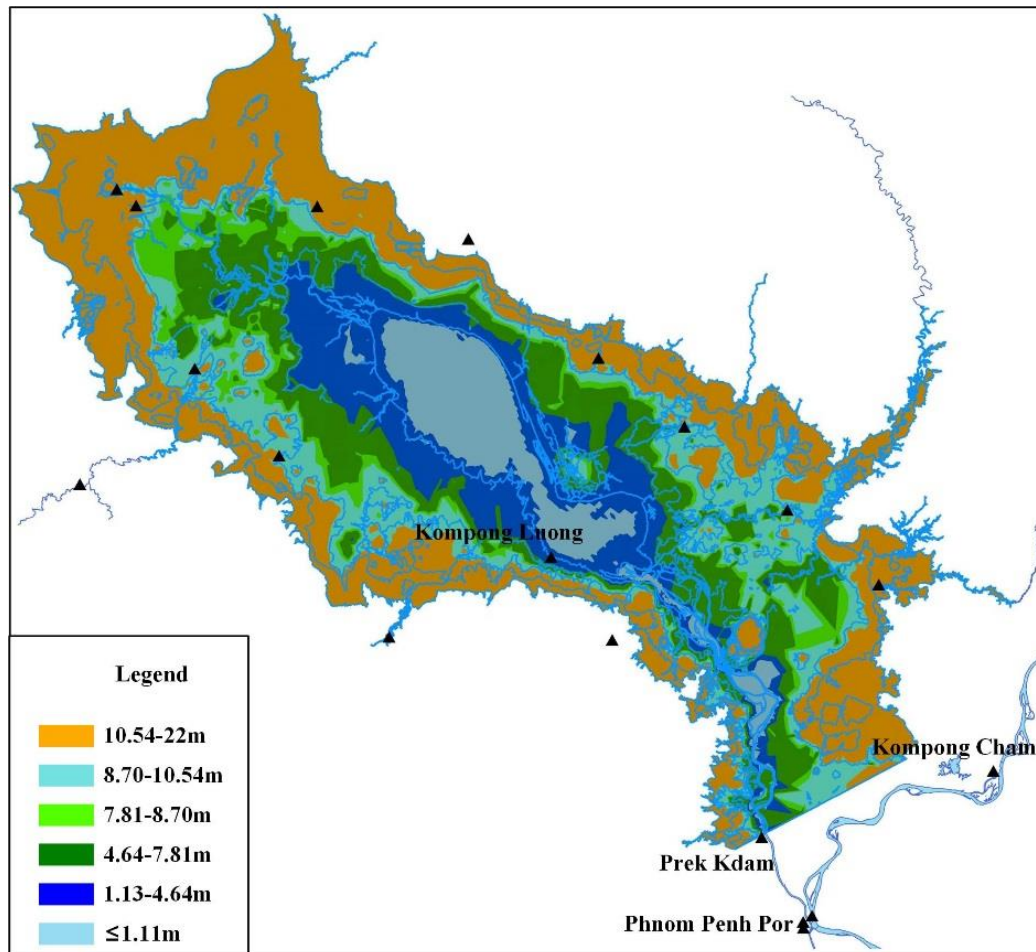 Kompong Luong
Legend
10.54-22m
8.70-10.54m
7.81-8.70m
4.64-7.81m
1.13-4.64m
≤1.11m
Kompong Cham
Prek Kdam
Phnom Penh Por